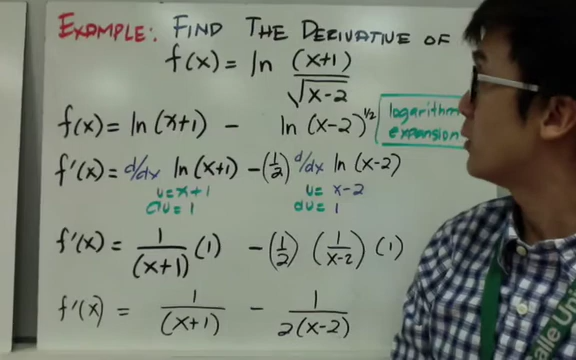 EXAMPLE: FIND THE DERIVATIVE OF
f(x) = ln (x+1)/√(x-2)
f(x) = ln(x+1) - ln(x-2)^1/2
logarithm
expansion
f'(x) = d/dx ln(x+1) - (1/2) d/dx ln(x-2)
u = x+1 u = x-2
du = 1 du = 1
f'(x) = 1/(x+1) (1) - (1/2) (1/x-2) (1)
f'(x) = 1/(x+1) - 1/2(x-2)